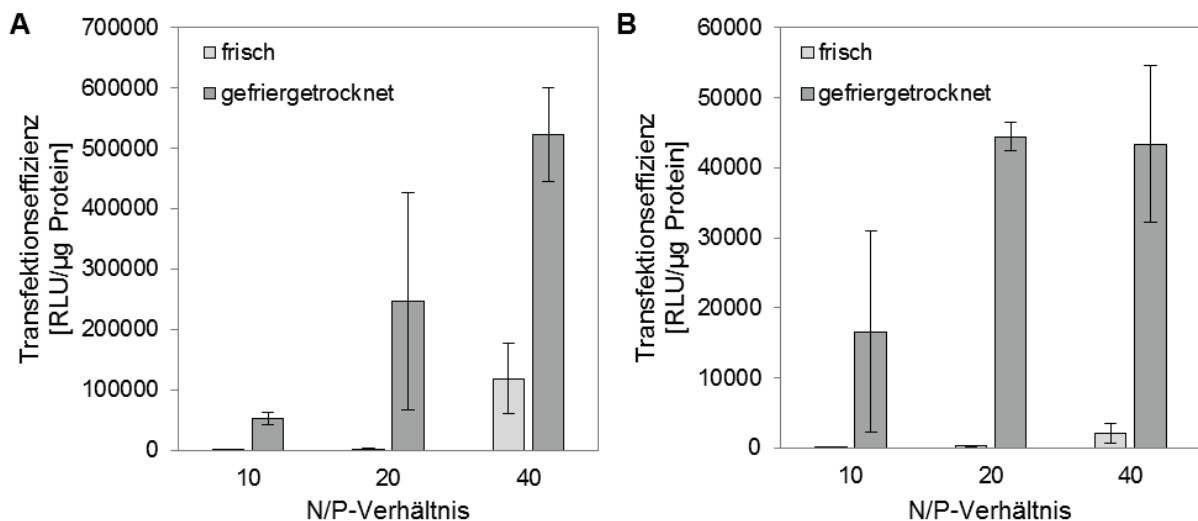 A
Transfektionseffizienz
[RLU/µg Protein]
700000
600000
500000
400000
300000
200000
100000
0
frisch
gefriergetrocknet
10
20
40
N/P-Verhältnis
B
Transfektionseffizienz
[RLU/µg Protein]
60000
50000
40000
30000
20000
10000
0
frisch
gefriergetrocknet
10
20
40
N/P-Verhältnis